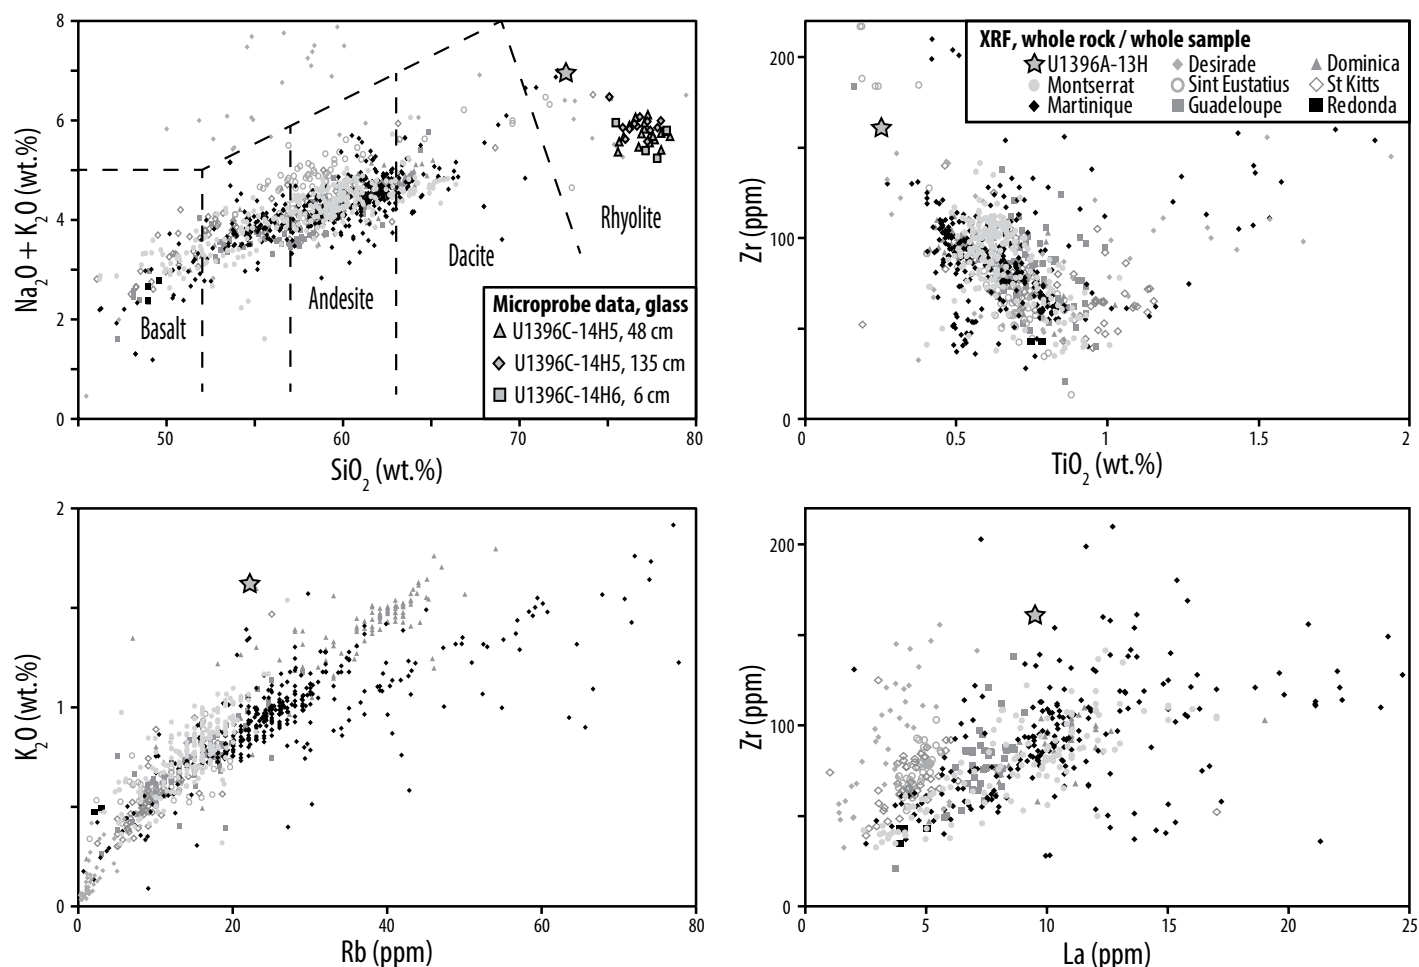 8
6
4
2
0
Na2O + K2O (wt.%)
50
60
70
80
SiO2 (wt.%)
Basalt
Andesite
Dacite
Rhyolite
Microprobe data, glass
U1396C-14H5, 48 cm
U1396C-14H5, 135 cm
U1396C-14H6, 6 cm
200
100
0
Zr (ppm)
0
0.5
1
1.5
2
TiO2 (wt.%)
XRF, whole rock / whole sample
U1396A-13H Desirade Dominica
Montserrat Sint Eustatius St Kitts
Martinique Guadeloupe Redonda
2
1
0
K2O (wt.%)
0
20
40
60
80
Rb (ppm)
200
100
0
Zr (ppm)
0
5
10
15
20
25
La (ppm)